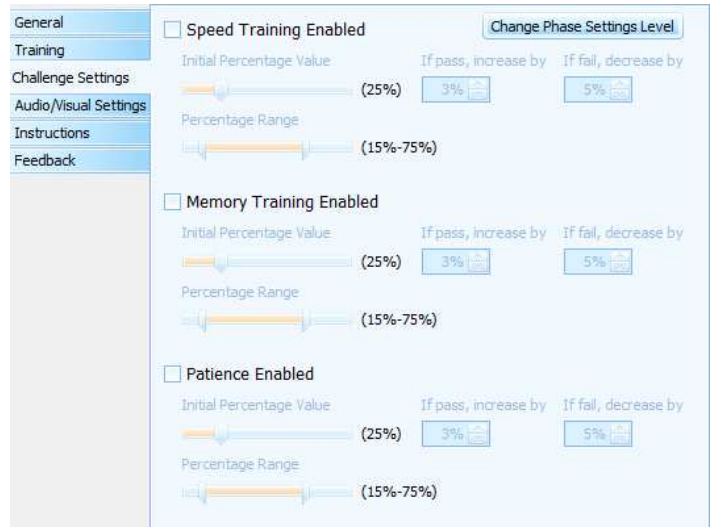 General
Training
Challenge Settings
Audio/Visual Settings
Instructions
Feedback
Speed Training Enabled
Change Phase Settings Level
Initial Percentage Value
If pass, increase by
If fail, decrease by
(25%)
3%
5%
Percentage Range
(15%-75%)
Memory Training Enabled
Initial Percentage Value
If pass, increase by
If fail, decrease by
(25%)
3%
5%
Percentage Range
(15%-75%)
Patience Enabled
Initial Percentage Value
If pass, increase by
If fail, decrease by
(25%)
3%
5%
Percentage Range
(15%-75%)